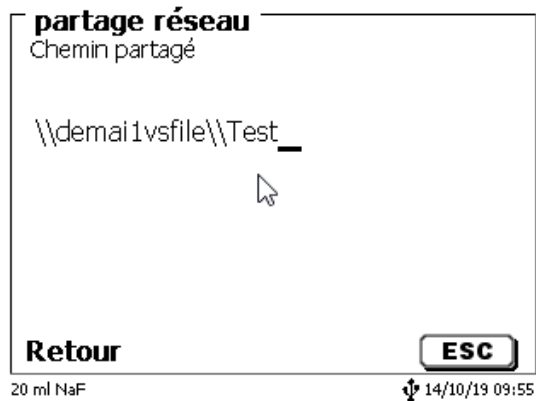 partage réseau
Chemin partagé
\\demai1vsfile\\Test_
Retour
ESC
20 ml NaF
14/10/19 09:55